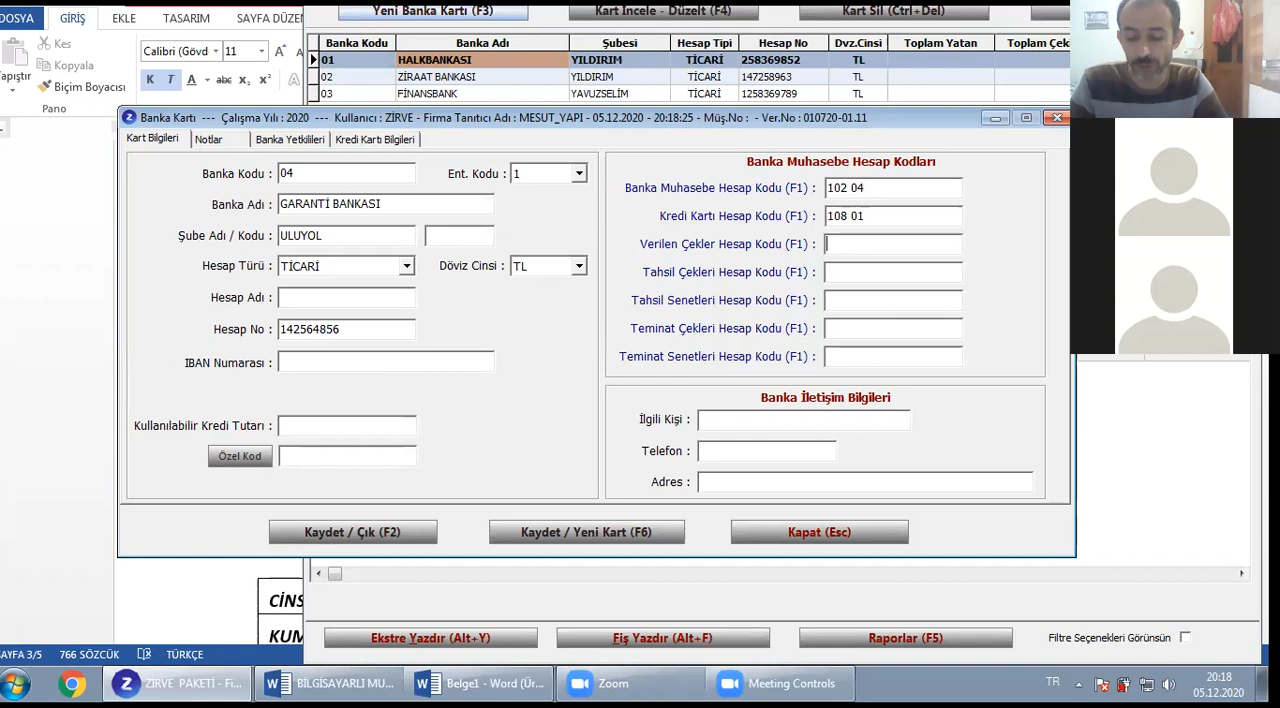 DOSYA GİRİŞ EKLE TASARIM SAYFA DÜZEN
Kes
Kopyala
Biçim Boyacısı
apıştır
Pano
Calibri (Gövd 11
K T A abc x₂ x² A
Yeni Banka Kartı (F3) Kart İncele - Düzelt (F4) Kart Sil (Ctrl+Del)
Banka Kodu Banka Adı Şubesi Hesap Tipi Hesap No Dvz.Cinsi Toplam Yatan Toplam Çek
01 HALKBANKASI YILDIRIM TİCARİ 258369852 TL
02 ZİRAAT BANKASI YILDIRIM TİCARİ 147258963 TL
03 FİNANSBANK YAVUZSELİM TİCARİ 1258369789 TL
Z Banka Kartı --- Çalışma Yılı : 2020 --- Kullanıcı : ZİRVE - Firma Tanıtıcı Adı : MESUT_YAPI - 05.12.2020 - 20:18:25 - Müş.No : - Ver.No : 010720-01.11
Kart Bilgileri Notlar Banka Yetkilileri Kredi Kartı Bilgileri
Banka Kodu : 04 Ent. Kodu : 1
Banka Adı : GARANTİ BANKASI
Şube Adı / Kodu : ULUYOL
Hesap Türü : TİCARİ Döviz Cinsi : TL
Hesap Adı :
Hesap No : 142564856
IBAN Numarası :
Kullanılabilir Kredi Tutarı :
Özel Kod
Banka Muhasebe Hesap Kodları
Banka Muhasebe Hesap Kodu (F1) : 102 04
Kredi Kartı Hesap Kodu (F1) : 108 01
Verilen Çekler Hesap Kodu (F1) :
Tahsil Çekleri Hesap Kodu (F1) :
Tahsil Senetleri Hesap Kodu (F1) :
Teminat Çekleri Hesap Kodu (F1) :
Teminat Senetleri Hesap Kodu (F1) :
Banka İletişim Bilgileri
İlgili Kişi :
Telefon :
Adres :
Kaydet / Çık (F2) Kaydet / Yeni Kart (F6) Kapat (Esc)
CİNS
KUM
Ekstre Yazdır (Alt+Y) Fiş Yazdır (Alt+F) Raporlar (F5) Filtre Seçenekleri Görünsün
SAYFA 3/5 766 SÖZCÜK TÜRKÇE
Z ZİRVE PAKETİ - Fi... BİLGİSAYARLI MU... Belge1 - Word (Ür... Zoom Meeting Controls
TR 20:18
05.12.2020